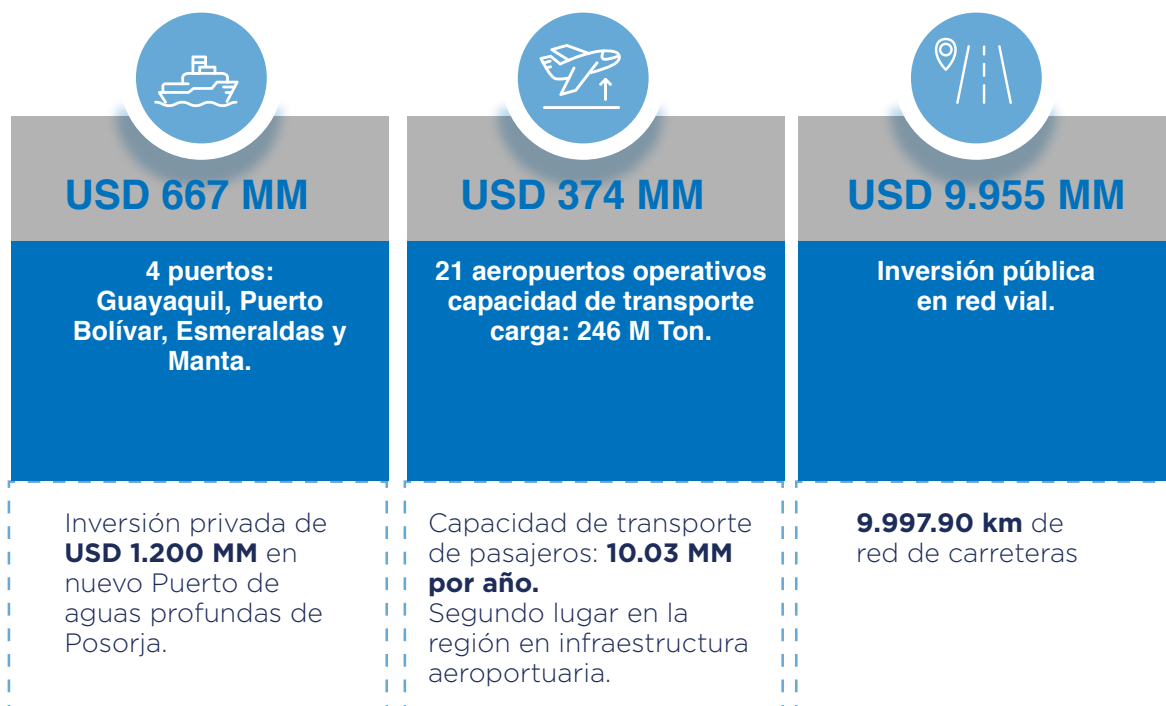 USD 667 MM
4 puertos:
Guayaquil, Puerto
Bolívar, Esmeraldas y
Manta.
Inversión privada de
USD 1.200 MM en
nuevo Puerto de
aguas profundas de
Posorja.
USD 374 MM
21 aeropuertos operativos
capacidad de transporte
carga: 246 M Ton.
Capacidad de transporte
de pasajeros: 10.03 MM
por año.
Segundo lugar en la
región en infraestructura
aeroportuaria.
USD 9.955 MM
Inversión pública
en red vial.
9.997.90 km de
red de carreteras